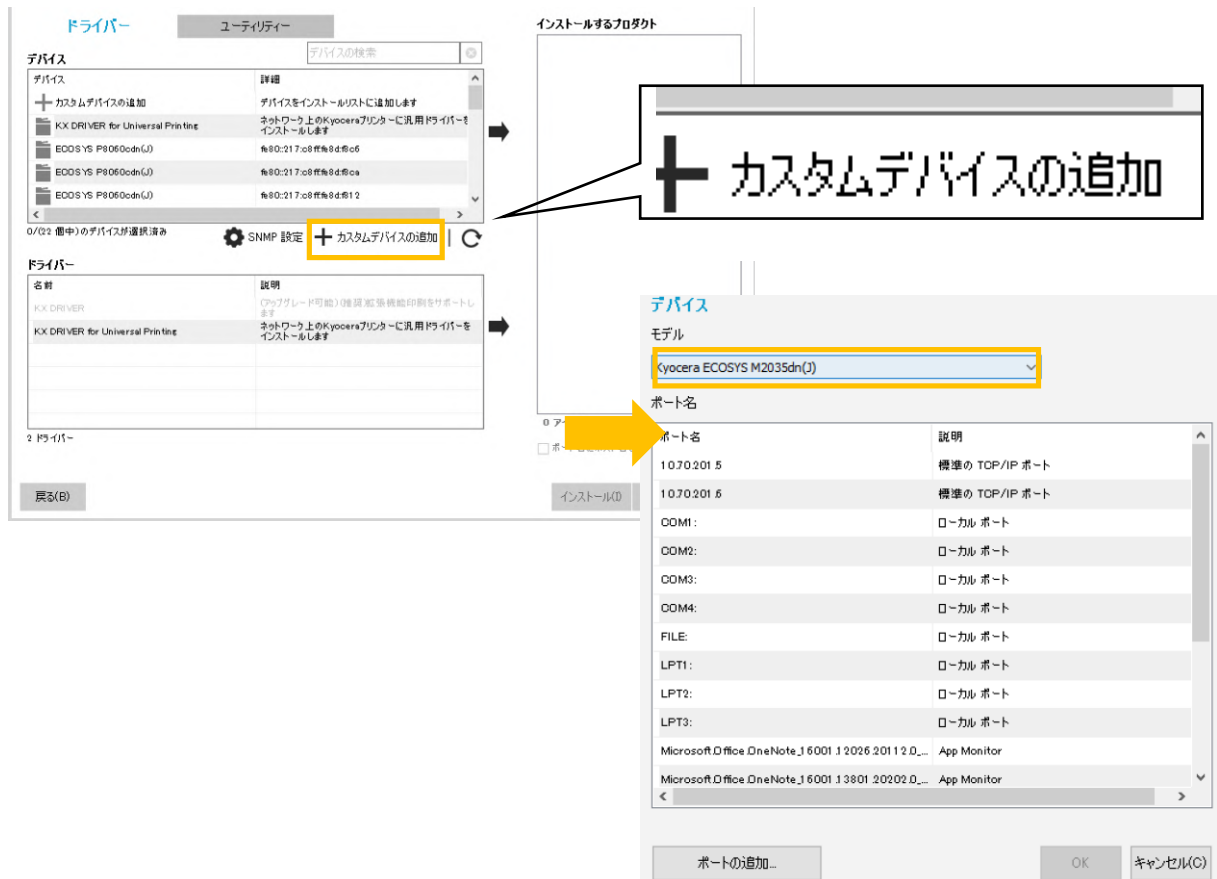 ドライバー
ユーティリティー
インストールするプロダクト
デバイス
デバイスの検索
デバイス 詳細
カスタムデバイスの追加 デバイスをインストールリストに追加します
KX DRIVER for Universal Printing ネットワーク上のKyoceraプリンターに汎用ドライバーを
インストールします
ECOSYS P8060cdn(J) fe80::217:c8ff:fe8d:f8c6
ECOSYS P8060cdn(J) fe80::217:c8ff:fe8d:f8ca
ECOSYS P8060cdn(J) fe80::217:c8ff:fe8d:f812
0/(22 個中)のデバイスが選択済み
SNMP 設定 カスタムデバイスの追加
カスタムデバイスの追加
ドライバー
名前 説明
KX DRIVER (アップグレード可能)(推奨)拡張機能印刷をサポートし
ます
KX DRIVER for Universal Printing ネットワーク上のKyoceraプリンターに汎用ドライバーを
インストールします
2 ドライバー
0 ア
戻る(B)
インストール(I)
デバイス
モデル
Kyocera ECOSYS M2035dn(J)
ポート名
ポート名 説明
10.70.201.5 標準の TCP/IP ポート
10.70.201.6 標準の TCP/IP ポート
COM1: ローカル ポート
COM2: ローカル ポート
COM3: ローカル ポート
COM4: ローカル ポート
FILE: ローカル ポート
LPT1: ローカル ポート
LPT2: ローカル ポート
LPT3: ローカル ポート
Microsoft.Office.OneNote_16001.12026.20112.0_... App Monitor
Microsoft.Office.OneNote_16001.13801.20202.0_... App Monitor
ポートの追加...
OK
キャンセル(C)